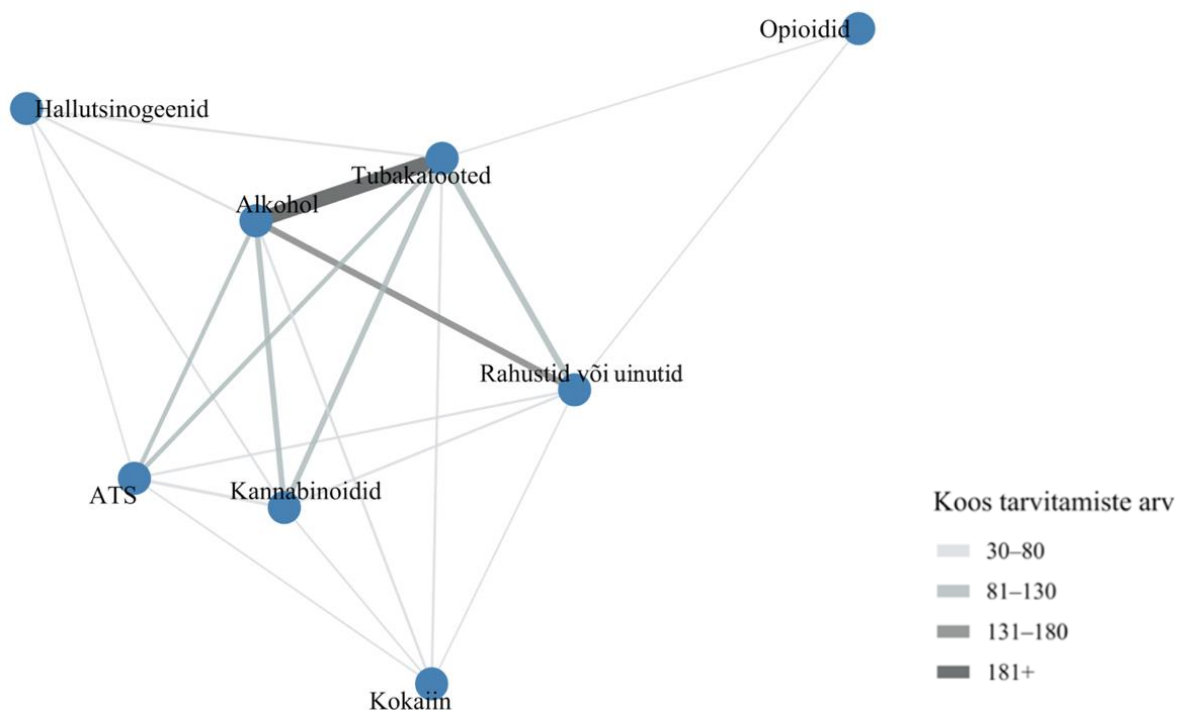 Opioidid
Hallutsinogeenid
Tubakatooted
Alkohol
Rahustid või uinutid
ATS
Kannabinoidid
Kokaiin
Koos tarvitamiste arv
30–80
81–130
131–180
181+